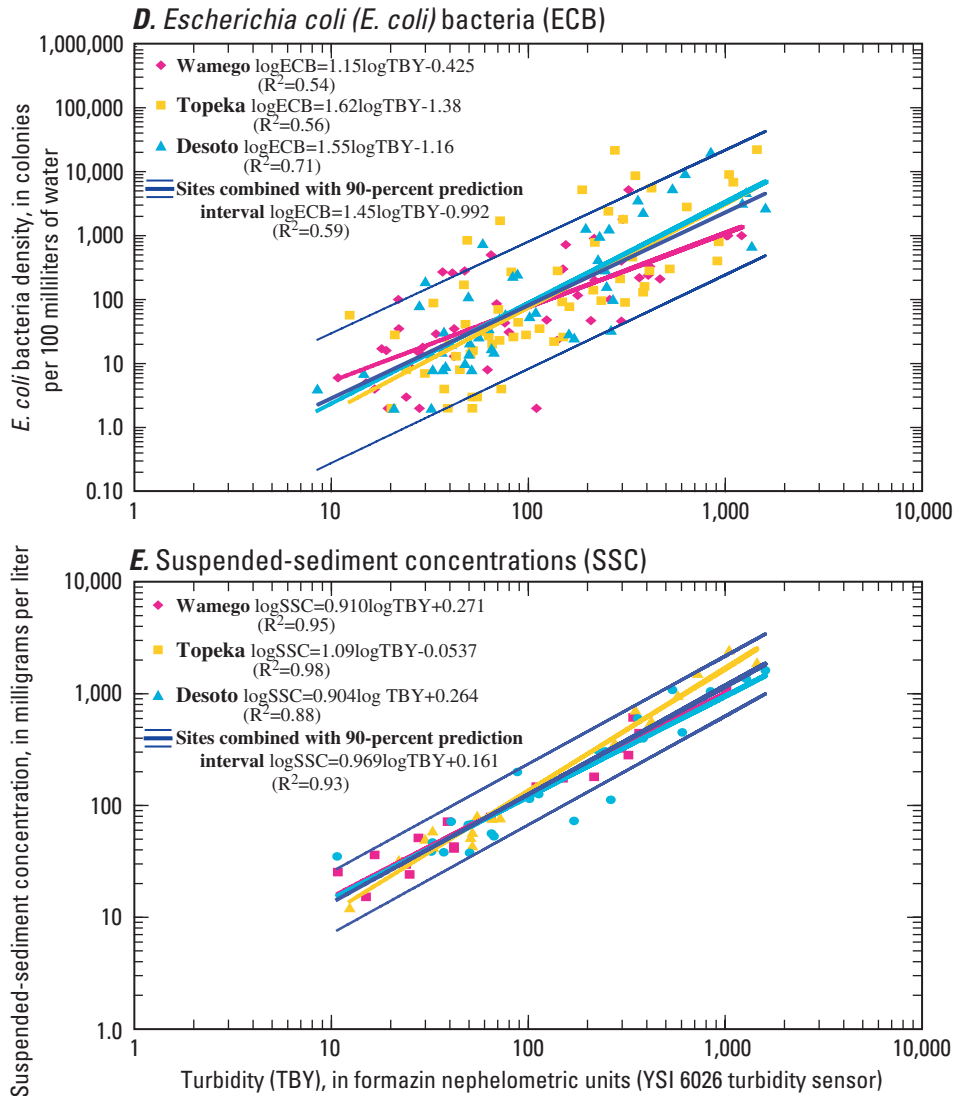 D. Escherichia coli (E. coli) bacteria (ECB)
E. coli bacteria density, in colonies
per 100 milliliters of water
1,000,000
100,000
10,000
1,000
100
10
1.0
0.10
Wamego logECB=1.15logTBY-0.425
(R²=0.54)
Topeka logECB=1.62logTBY-1.38
(R²=0.56)
Desoto logECB=1.55logTBY-1.16
(R²=0.71)
Sites combined with 90-percent prediction
interval logECB=1.45logTBY-0.992
(R²=0.59)
1 10 100 1,000 10,000
E. Suspended-sediment concentrations (SSC)
Suspended-sediment concentration, in milligrams per liter
10,000
1,000
100
10
1.0
Wamego logSSC=0.910logTBY+0.271
(R²=0.95)
Topeka logSSC=1.09logTBY-0.0537
(R²=0.98)
Desoto logSSC=0.904log TBY+0.264
(R²=0.88)
Sites combined with 90-percent prediction
interval logSSC=0.969logTBY+0.161
(R²=0.93)
1 10 100 1,000 10,000
Turbidity (TBY), in formazin nephelometric units (YSI 6026 turbidity sensor)